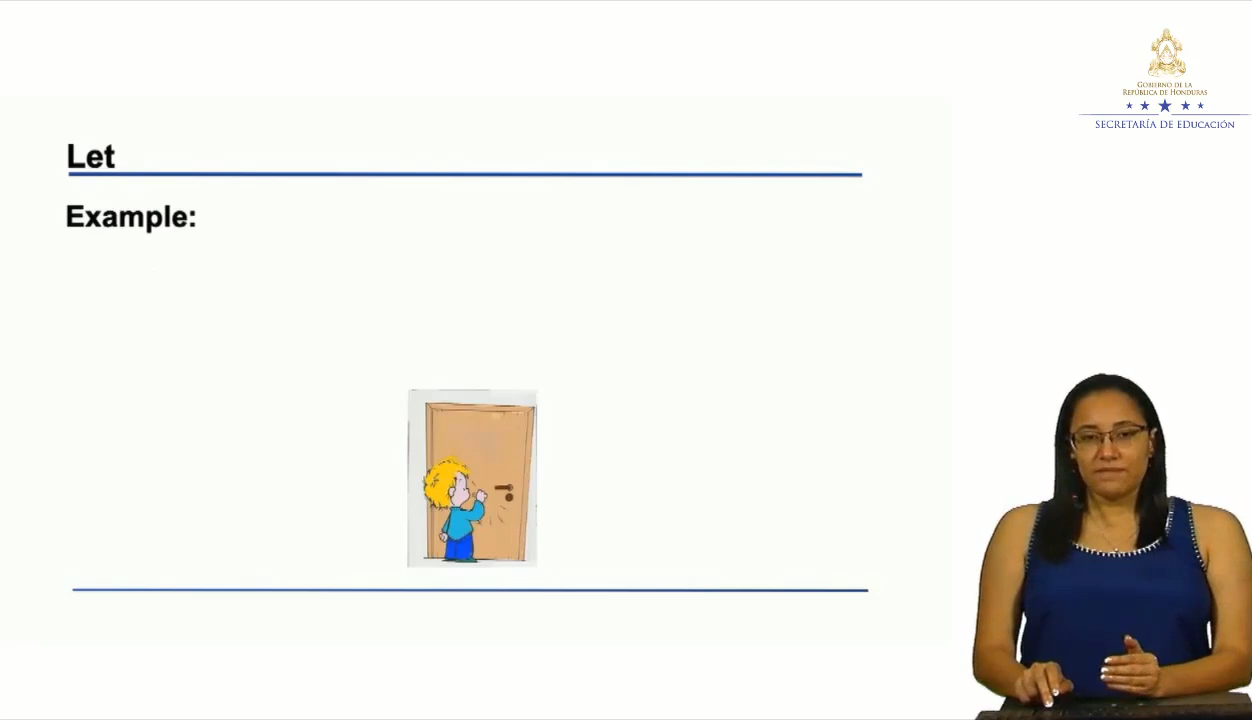 GOBIERNO DE LA
REPÚBLICA DE HONDURAS
SECRETARÍA DE EDUCACIÓN
Let
Example: